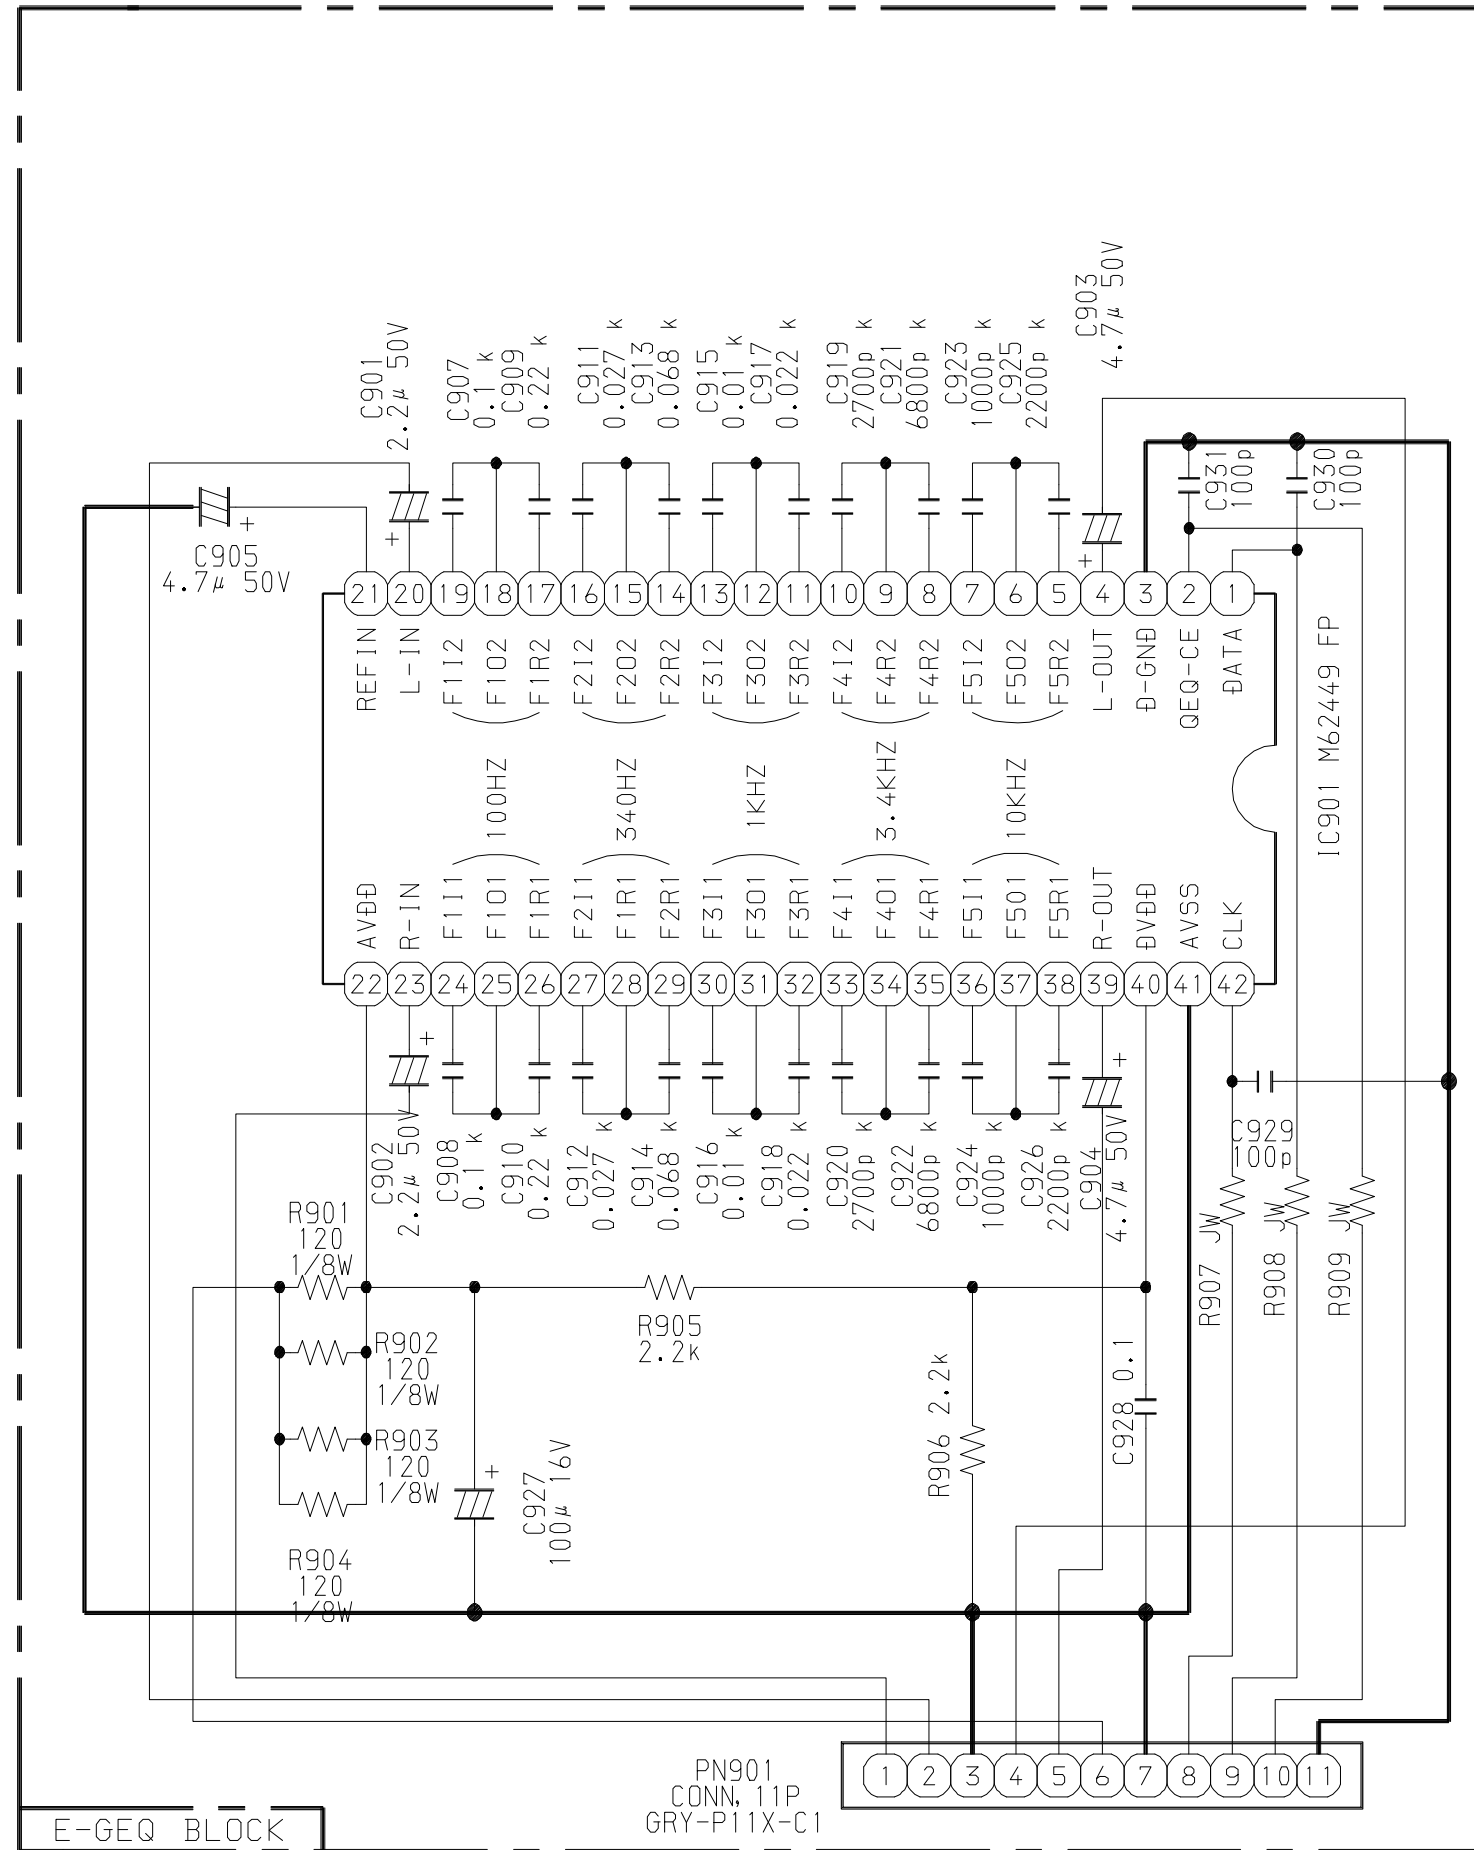 C901
2.2μ 50V
C907
0.1 k
C909
0.22 k
C911
0.027 k
C913
0.068 k
C915
0.01 k
C917
0.022 k
C919
2700p k
C921
6800p k
C923
1000p k
C925
2200p k
C903
4.7μ 50V
C931
100p
C930
100p
+
+
+
C905
4.7μ 50V
21 20 19 18 17 16 15 14 13 12 11 10 9 8 7 6 5 4 3 2 1
REFIN
L-IN
F1I2
F1O2
F1R2
F2I2
F2O2
F2R2
F3I2
F3O2
F3R2
F4I2
F4R2
F4R2
F5I2
F5O2
F5R2
L-OUT
D-GND
QEQ-CE
DATA
IC901 M62449 FP
100HZ
340HZ
1KHZ
3.4KHZ
10KHZ
AVDD
R-IN
F1I1
F1O1
F1R1
F2I1
F1R1
F2R1
F3I1
F3O1
F3R1
F4I1
F4O1
F4R1
F5I1
F5O1
F5R1
R-OUT
DVDD
AVSS
CLK
22 23 24 25 26 27 28 29 30 31 32 33 34 35 36 37 38 39 40 41 42
+
+
C902
2.2μ 50V
C908
0.1 k
C910
0.22 k
C912
0.027 k
C914
0.068 k
C916
0.01 k
C918
0.022 k
C920
2700p k
C922
6800p k
C924
1000p k
C926
2200p k
C904
4.7μ 50V
C929
100p
R907 JW
R908 JW
R909 JW
R901
120
1/8W
R902
120
1/8W
R903
120
1/8W
R904
120
1/8W
R905
2.2k
R906 2.2k
C928 0.1
+
C927
100μ 16V
PN901
CONN, 11P
GRY-P11X-C1
1 2 3 4 5 6 7 8 9 10 11
E-GEQ BLOCK